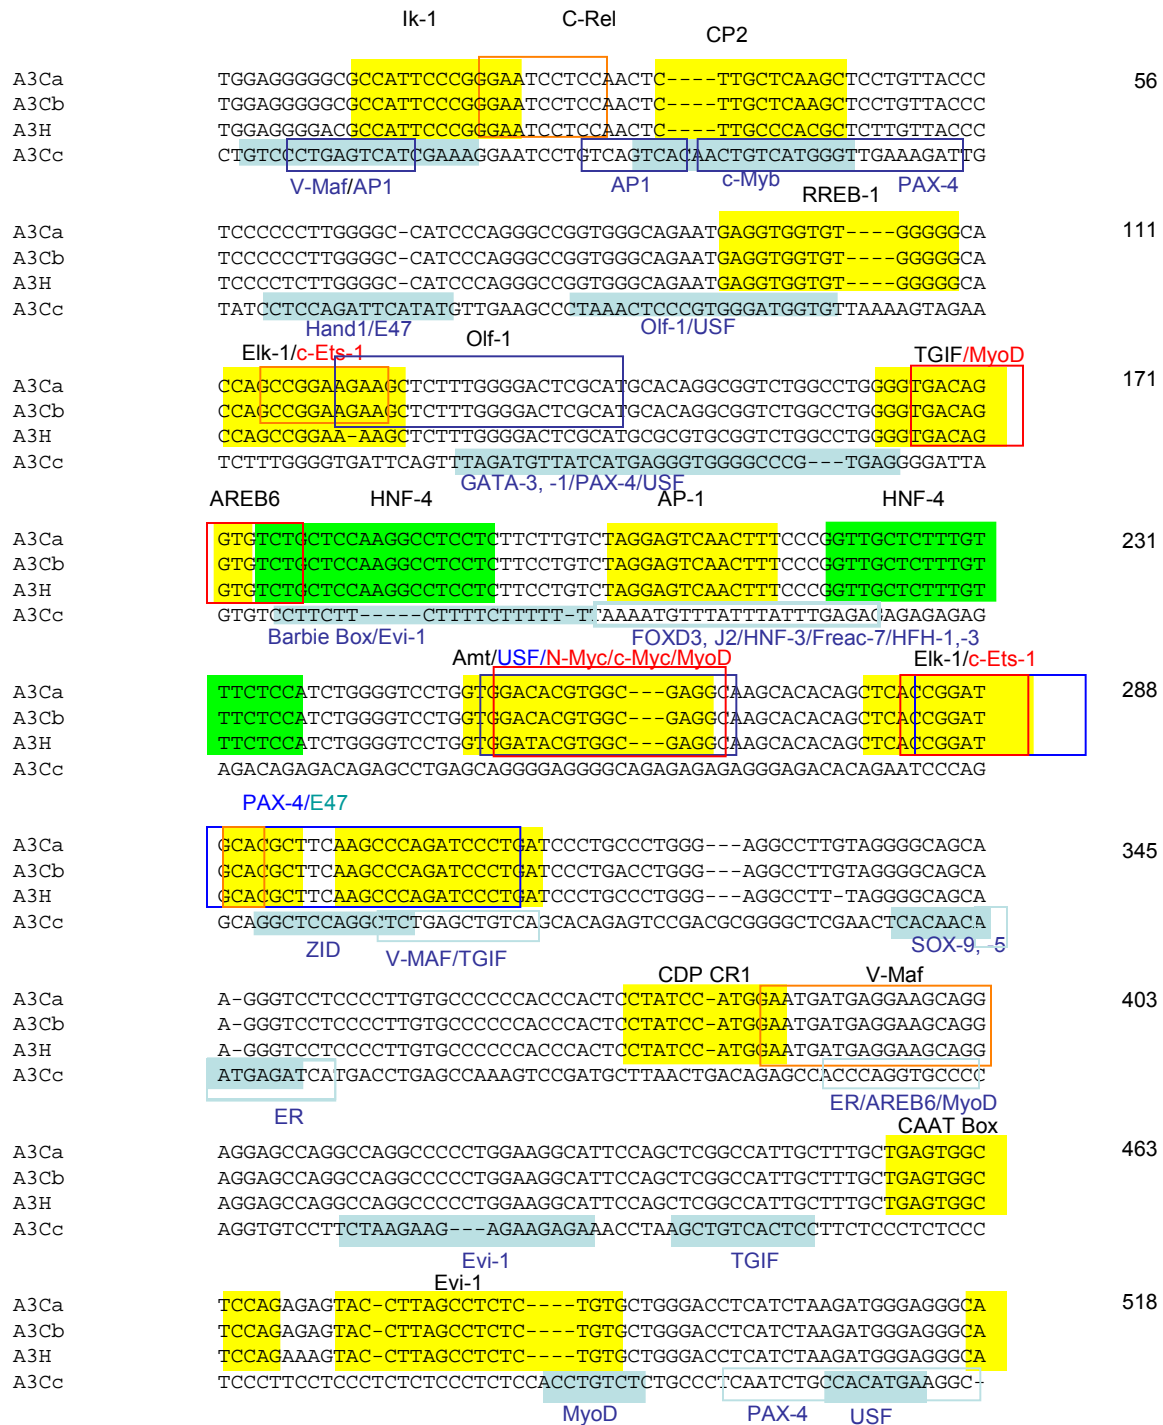 Ik-1 C-Rel CP2
A3Ca TGGAGGGGGCGCCATTCCCGGGAATCCTCCAACTC----TTGCTCAAGCTCCTGTTACCC 56
A3Cb TGGAGGGGGCGCCATTCCCGGGAATCCTCCAACTC----TTGCTCAAGCTCCTGTTACCC
A3H TGGAGGGGACGCCATTCCCGGGAATCCTCCAACTC----TTGCCCACGCTCTTGTTACCC
A3Cc CTGTCCCTGAGTCATCGAAAGGAATCCTGTCAGTCACAACTGTCATGGGTTGAAAGATTG
V-Maf/AP1 AP1 c-Myb PAX-4
RREB-1
A3Ca TCCCCCCTTGGGGC-CATCCCAGGGCCGGTGGGCAGAATGAGGTGGTGT----GGGGGCA 111
A3Cb TCCCCCCTTGGGGC-CATCCCAGGGCCGGTGGGCAGAATGAGGTGGTGT----GGGGGCA
A3H TCCCCTCTTGGGGC-CATCCCAGGGCCGGTGGGCAGAATGAGGTGGTGT----GGGGGCA
A3Cc TATCCTCCAGATTCATATGTTGAAGCCCTAAACTCCCGTGGGATGGTGTTAAAAGTAGAA
Hand1/E47 Olf-1/USF
Elk-1/c-Ets-1 Olf-1 TGIF/MyoD
A3Ca CCAGCCGGAAGAAGCTCTTTGGGGACTCGCATGCACAGGCGGTCTGGCCTGGGGTGACAG 171
A3Cb CCAGCCGGAAGAAGCTCTTTGGGGACTCGCATGCACAGGCGGTCTGGCCTGGGGTGACAG
A3H CCAGCCGGAA-AAGCTCTTTGGGGACTCGCATGCGCGTGCGGTCTGGCCTGGGGTGACAG
A3Cc TCTTTGGGGTGATTCAGTTTAGATGTTATCATGAGGGTGGGGCCCG---TGAGGGGATTA
GATA-3, -1/PAX-4/USF
AREB6 HNF-4 AP-1 HNF-4
A3Ca GTGTCTGCTCCAAGGCCTCCTCTTCTTGTCTAGGAGTCAACTTTCCCGGTTGCTCTTTGT 231
A3Cb GTGTCTGCTCCAAGGCCTCCTCTTCCTGTCTAGGAGTCAACTTTCCCGGTTGCTCTTTGT
A3H GTGTCTGCTCCAAGGCCTCCTCTTCCTGTCTAGGAGTCAACTTTCCCGGTTGCTCTTTGT
A3Cc GTGTCCTTCTT-----CTTTTCTTTTT-TTAAAATGTTTATTTATTTGAGAGAGAGAGAG
Barbie Box/Evi-1 FOXD3, J2/HNF-3/Freac-7/HFH-1,-3
Amt/USF/N-Myc/c-Myc/MyoD Elk-1/c-Ets-1
A3Ca TTCTCCATCTGGGGTCCTGGTGGACACGTGGC---GAGGCAAGCACACAGCTCACCGGAT 288
A3Cb TTCTCCATCTGGGGTCCTGGTGGACACGTGGC---GAGGCAAGCACACAGCTCACCGGAT
A3H TTCTCCATCTGGGGTCCTGGTGGATACGTGGC---GAGGCAAGCACACAGCTCACCGGAT
A3Cc AGACAGAGACAGAGCCTGAGCAGGGGAGGGGCAGAGAGAGAGGGAGACACAGAATCCCAG
PAX-4/E47
A3Ca GCACGCTTCAAGCCCAGATCCCTGATCCCTGCCCTGGG---AGGCCTTGTAGGGGCAGCA 345
A3Cb GCACGCTTCAAGCCCAGATCCCTGATCCCTGACCTGGG---AGGCCTTGTAGGGGCAGCA
A3H GCACGCTTCAAGCCCAGATCCCTGATCCCTGCCCTGGG---AGGCCTT-TAGGGGCAGCA
A3Cc GCAGGCTCCAGGCTCTGAGCTGTCAGCACAGAGTCCGACGCGGGGCTCGAACTCACAACA
ZID V-MAF/TGIF SOX-9, -5
CDP CR1 V-Maf
A3Ca A-GGGTCCTCCCCTTGTGCCCCCCACCCACTCCTATCC-ATGGAATGATGAGGAAGCAGG 403
A3Cb A-GGGTCCTCCCCTTGTGCCCCCCACCCACTCCTATCC-ATGGAATGATGAGGAAGCAGG
A3H A-GGGTCCTCCCCTTGTGCCCCCCACCCACTCCTATCC-ATGGAATGATGAGGAAGCAGG
A3Cc ATGAGATCATGACCTGAGCCAAAGTCCGATGCTTAACTGACAGAGCCACCCAGGTGCCCC
ER ER/AREB6/MyoD
CAAT Box
A3Ca AGGAGCCAGGCCAGGCCCCCTGGAAGGCATTCCAGCTCGGCCATTGCTTTGCTGAGTGGC 463
A3Cb AGGAGCCAGGCCAGGCCCCCTGGAAGGCATTCCAGCTCGGCCATTGCTTTGCTGAGTGGC
A3H AGGAGCCAGGCCAGGCCCCCTGGAAGGCATTCCAGCTCGGCCATTGCTTTGCTGAGTGGC
A3Cc AGGTGTCCTTCTAAGAAG---AGAAGAGAAACCTAAGCTGTCACTCCTTCTCCCTCTCCC
Evi-1 TGIF
Evi-1
A3Ca TCCAGAGAGTAC-CTTAGCCTCTC----TGTGCTGGGACCTCATCTAAGATGGGAGGGCA 518
A3Cb TCCAGAGAGTAC-CTTAGCCTCTC----TGTGCTGGGACCTCATCTAAGATGGGAGGGCA
A3H TCCAGAAAGTAC-CTTAGCCTCTC----TGTGCTGGGACCTCATCTAAGATGGGAGGGCA
A3Cc TCCCTTCCTCCCTCTCTCCCTCTCCACCTGTCTCTGCCCTCAATCTGCCACATGAAGGC-
MyoD PAX-4 USF